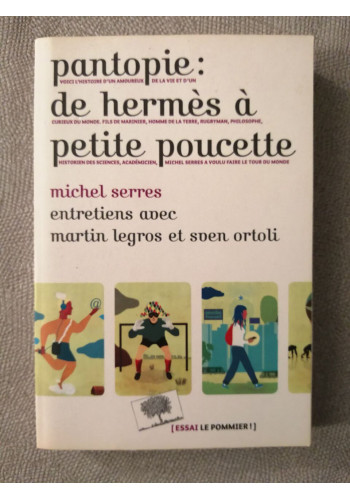 pantopie :
VOICI L'HISTOIRE D'UN AMOUREUX DE LA VIE ET D'UN
de hermès à
CURIEUX DU MONDE. FILS DE MARINIER, HOMME DE LA TERRE, RUGBYMAN, PHILOSOPHE,
petite poucette
HISTORIEN DES SCIENCES, ACADÉMICIEN, MICHEL SERRES A VOULU FAIRE LE TOUR DU MONDE
michel serres
entretiens avec
martin legros et sven ortoli
[ESSAI LE POMMIER !]